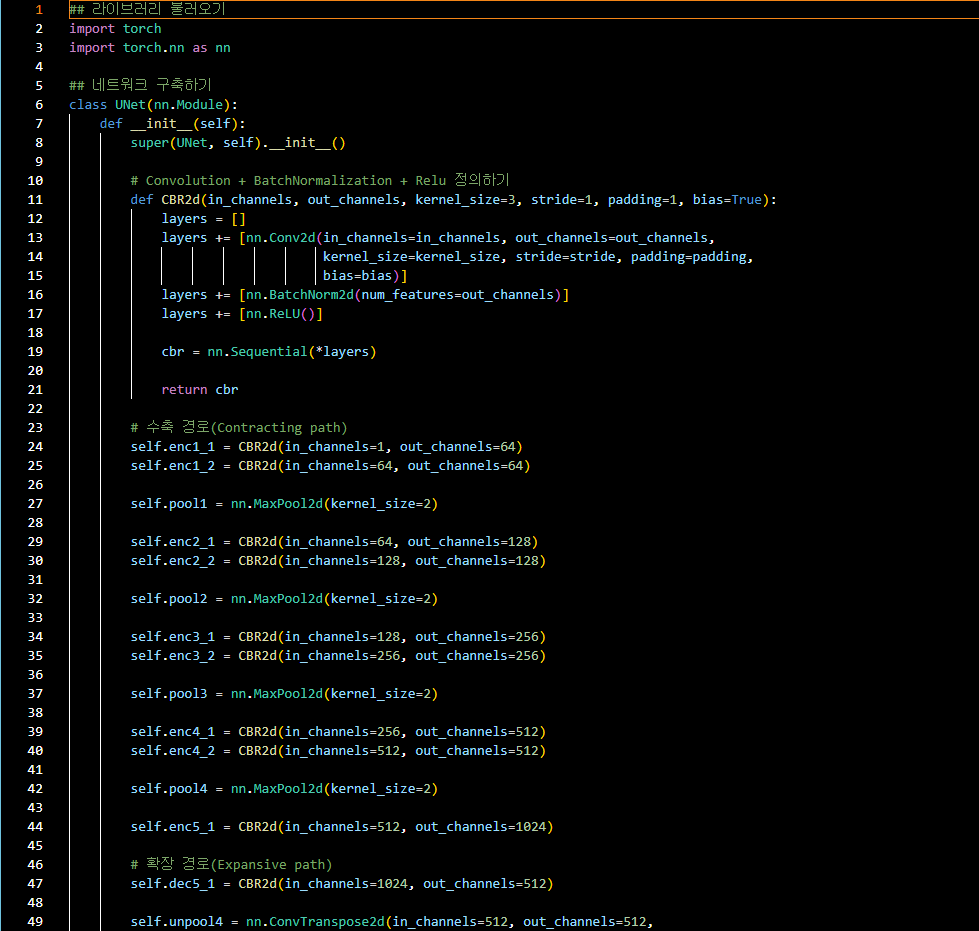 1 ## 라이브러리 불러오기
2 import torch
3 import torch.nn as nn
4
5 ## 네트워크 구축하기
6 class UNet(nn.Module):
7 def __init__(self):
8 super(UNet, self).__init__()
9
10 # Convolution + BatchNormalization + Relu 정의하기
11 def CBR2d(in_channels, out_channels, kernel_size=3, stride=1, padding=1, bias=True):
12 layers = []
13 layers += [nn.Conv2d(in_channels=in_channels, out_channels=out_channels,
14 kernel_size=kernel_size, stride=stride, padding=padding,
15 bias=bias)]
16 layers += [nn.BatchNorm2d(num_features=out_channels)]
17 layers += [nn.ReLU()]
18
19 cbr = nn.Sequential(*layers)
20
21 return cbr
22
23 # 수축 경로(Contracting path)
24 self.enc1_1 = CBR2d(in_channels=1, out_channels=64)
25 self.enc1_2 = CBR2d(in_channels=64, out_channels=64)
26
27 self.pool1 = nn.MaxPool2d(kernel_size=2)
28
29 self.enc2_1 = CBR2d(in_channels=64, out_channels=128)
30 self.enc2_2 = CBR2d(in_channels=128, out_channels=128)
31
32 self.pool2 = nn.MaxPool2d(kernel_size=2)
33
34 self.enc3_1 = CBR2d(in_channels=128, out_channels=256)
35 self.enc3_2 = CBR2d(in_channels=256, out_channels=256)
36
37 self.pool3 = nn.MaxPool2d(kernel_size=2)
38
39 self.enc4_1 = CBR2d(in_channels=256, out_channels=512)
40 self.enc4_2 = CBR2d(in_channels=512, out_channels=512)
41
42 self.pool4 = nn.MaxPool2d(kernel_size=2)
43
44 self.enc5_1 = CBR2d(in_channels=512, out_channels=1024)
45
46 # 확장 경로(Expansive path)
47 self.dec5_1 = CBR2d(in_channels=1024, out_channels=512)
48
49 self.unpool4 = nn.ConvTranspose2d(in_channels=512, out_channels=512,